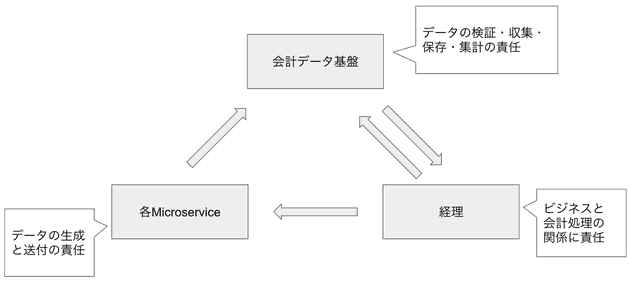 データの検証・収集・
保存・集計の責任
会計データ基盤
各Microservice
経理
データの生成
と送付の責任
ビジネスと
会計処理の
関係に責任